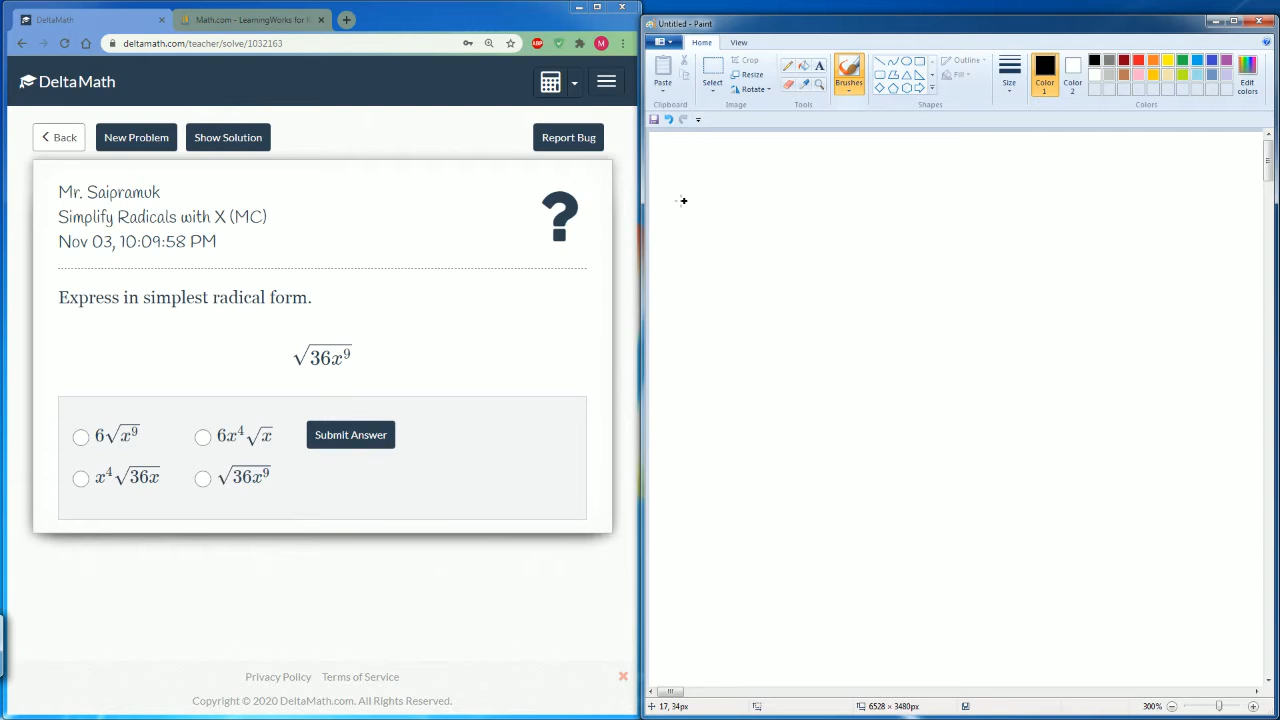 DeltaMath
Math.com - LearningWorks for K
deltamath.com/teacher/solve/1032163
ABP
M
DeltaMath
Back
New Problem
Show Solution
Report Bug
Mr. Saipramuk
Simplify Radicals with X (MC)
Nov 03, 10:09:58 PM
?
Express in simplest radical form.
√36x⁹
6√x⁹
6x⁴√x
Submit Answer
x⁴√36x
√36x⁹
Privacy Policy
Terms of Service
Copyright © 2020 DeltaMath.com. All Rights Reserved.
Untitled - Paint
Home
View
Paste
Select
Crop
Resize
Rotate
A
Brushes
Outline
Fill
Size
Color 1
Color 2
Edit colors
Clipboard
Image
Tools
Shapes
Colors
17, 34px
6528 × 3480px
300%